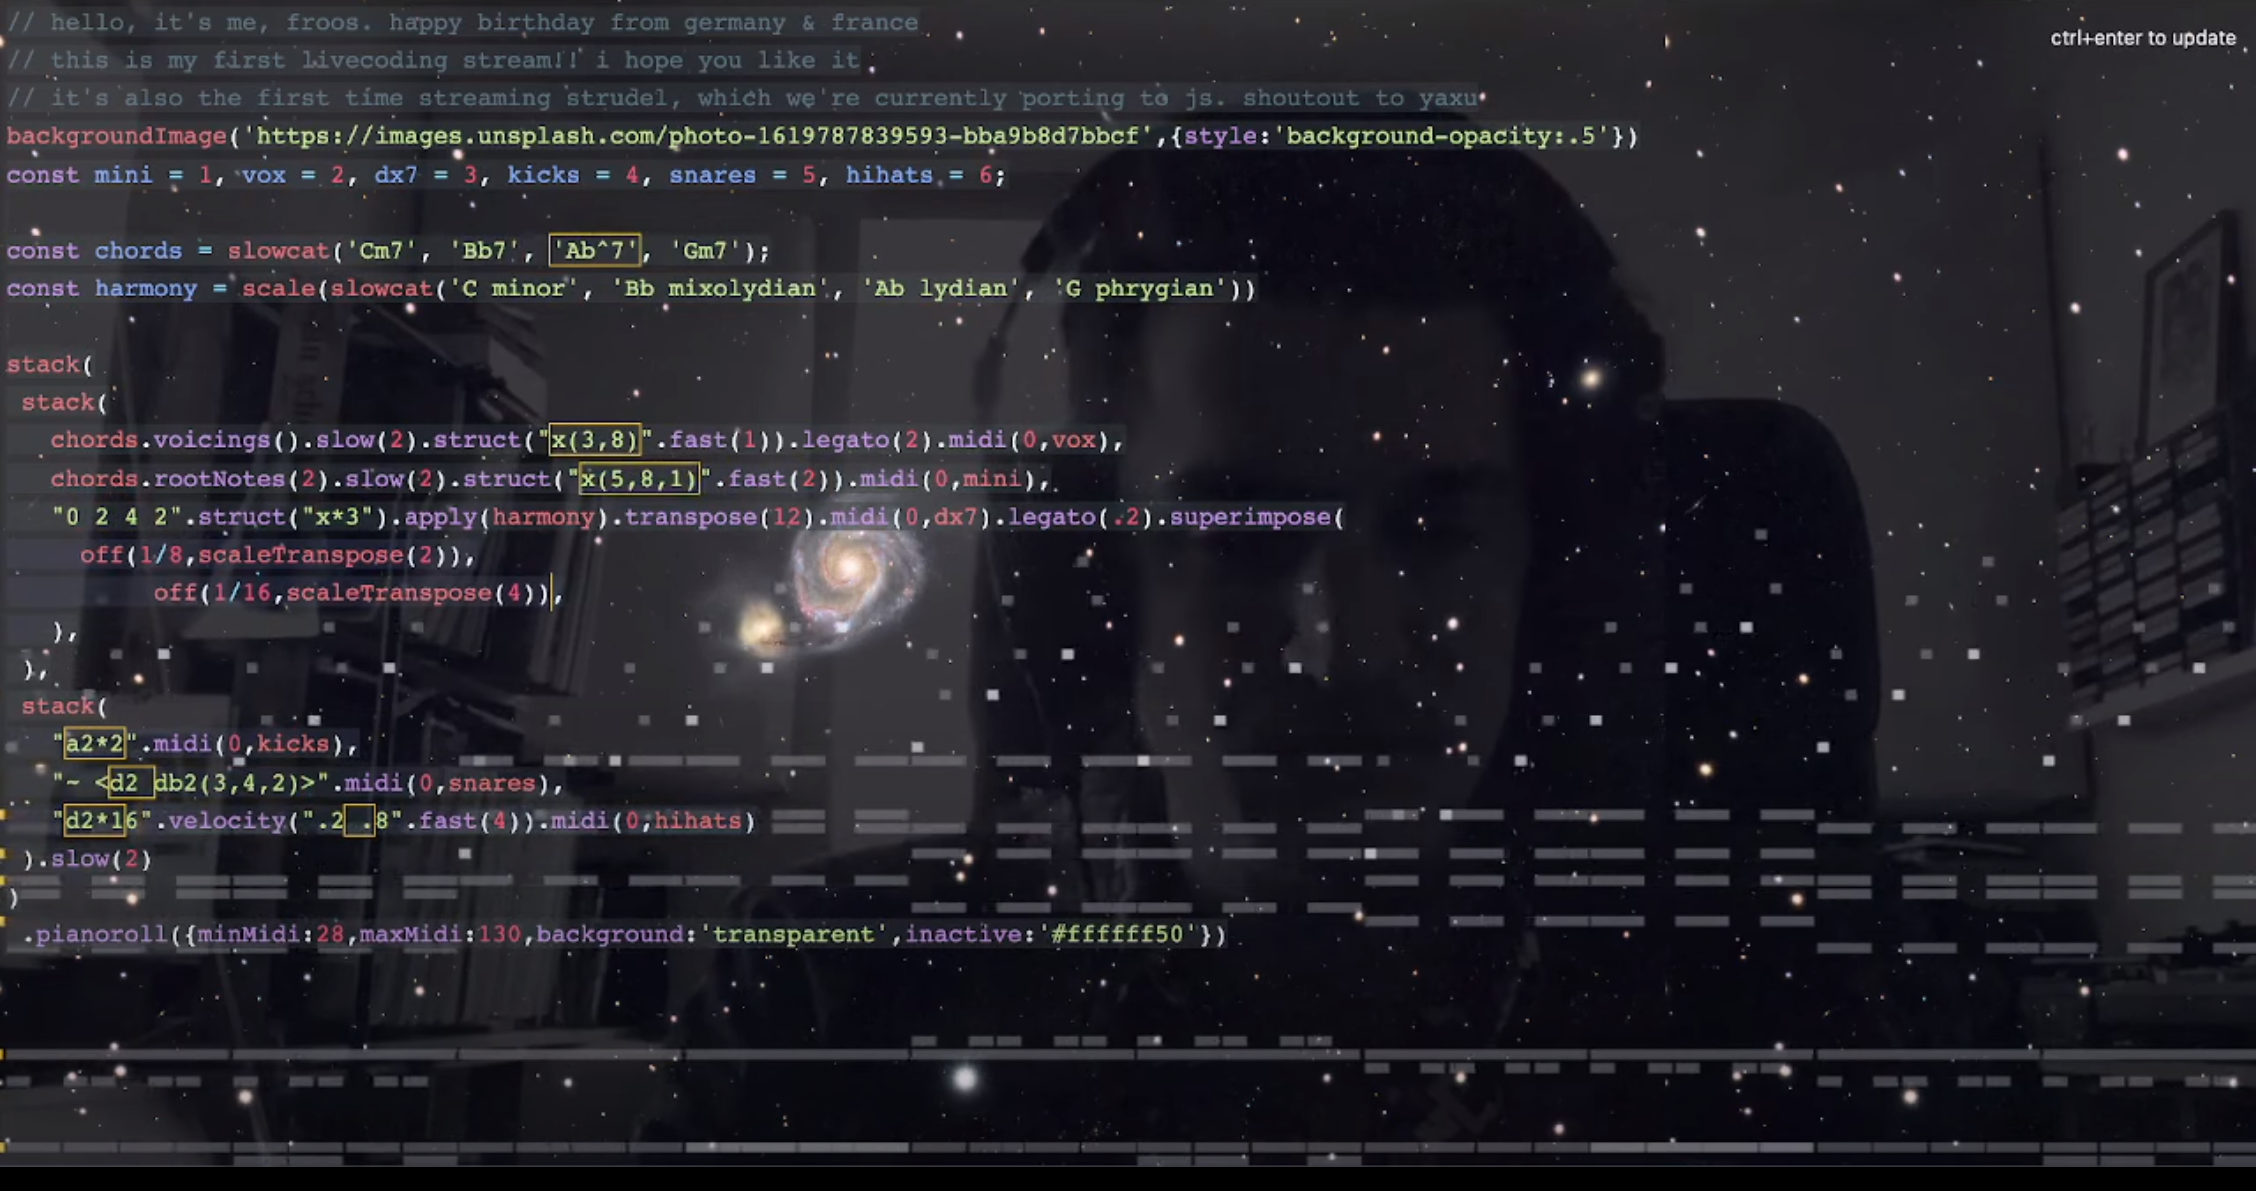 // hello, it's me, froos. happy birthday from germany & france
ctrl+enter to update
// this is my first livecoding stream!! i hope you like it
// it's also the first time streaming strudel, which we're currently porting to js. shoutout to yaxu
backgroundImage('https://images.unsplash.com/photo-1619787839593-bba9b8d7bbcf',{style:'background-opacity:.5'})
const mini = 1, vox = 2, dx7 = 3, kicks = 4, snares = 5, hihats = 6;
const chords = slowcat('Cm7', 'Bb7', 'Ab^7', 'Gm7');
const harmony = scale(slowcat('C minor', 'Bb mixolydian', 'Ab lydian', 'G phrygian'))
stack(
stack(
chords.voicings().slow(2).struct("x(3,8)".fast(1)).legato(2).midi(0,vox),
chords.rootNotes(2).slow(2).struct("x(5,8,1)".fast(2)).midi(0,mini),
"0 2 4 2".struct("x*3").apply(harmony).transpose(12).midi(0,dx7).legato(.2).superimpose(
off(1/8,scaleTranspose(2)),
off(1/16,scaleTranspose(4)),
),
),
stack(
"a2*2".midi(0,kicks),
"~ <d2 db2(3,4,2)>".midi(0,snares),
"d2*16".velocity(".2 .8".fast(4)).midi(0,hihats)
).slow(2)
)
.pianoroll({minMidi:28,maxMidi:130,background:'transparent',inactive:'#ffffff50'})